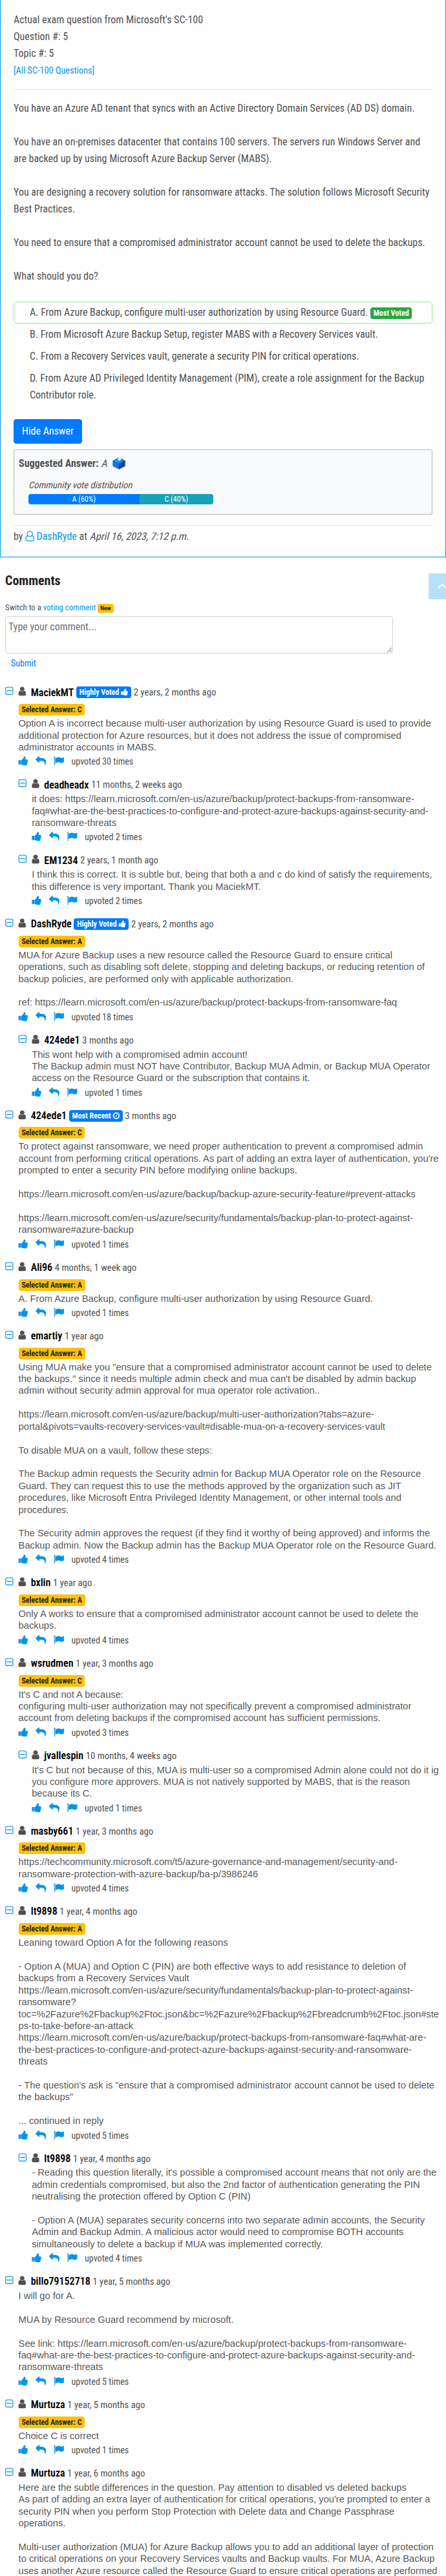 Actual exam question from Microsoft's SC-100
Question #: 5
Topic #: 5
[All SC-100 Questions]
You have an Azure AD tenant that syncs with an Active Directory Domain Services (AD DS) domain.
You have an on-premises datacenter that contains 100 servers. The servers run Windows Server and
are backed up by using Microsoft Azure Backup Server (MABS).
You are designing a recovery solution for ransomware attacks. The solution follows Microsoft Security
Best Practices.
You need to ensure that a compromised administrator account cannot be used to delete the backups.
What should you do?
A. From Azure Backup, configure multi-user authorization by using Resource Guard. Most Voted
B. From Microsoft Azure Backup Setup, register MABS with a Recovery Services vault.
C. From a Recovery Services vault, generate a security PIN for critical operations.
D. From Azure AD Privileged Identity Management (PIM), create a role assignment for the Backup
Contributor role.
Hide Answer
Suggested Answer: A
Community vote distribution
A (60%) C (40%)
by DashRyde at April 16, 2023, 7:12 p.m.
Comments
Switch to a voting comment New
Type your comment...
Submit
MaciekMT Highly Voted 2 years, 2 months ago
Selected Answer: C
Option A is incorrect because multi-user authorization by using Resource Guard is used to provide
additional protection for Azure resources, but it does not address the issue of compromised
administrator accounts in MABS.
upvoted 30 times
deadheadx 11 months, 2 weeks ago
it does: https://learn.microsoft.com/en-us/azure/backup/protect-backups-from-ransomware-
faq#what-are-the-best-practices-to-configure-and-protect-azure-backups-against-security-and-
ransomware-threats
upvoted 2 times
EM1234 2 years, 1 month ago
I think this is correct. It is subtle but, being that both a and c do kind of satisfy the requirements,
this difference is very important. Thank you MaciekMT.
upvoted 2 times
DashRyde Highly Voted 2 years, 2 months ago
Selected Answer: A
MUA for Azure Backup uses a new resource called the Resource Guard to ensure critical
operations, such as disabling soft delete, stopping and deleting backups, or reducing retention of
backup policies, are performed only with applicable authorization.
ref: https://learn.microsoft.com/en-us/azure/backup/protect-backups-from-ransomware-faq
upvoted 18 times
424ede1 3 months ago
This wont help with a compromised admin account!
The Backup admin must NOT have Contributor, Backup MUA Admin, or Backup MUA Operator
access on the Resource Guard or the subscription that contains it.
upvoted 1 times
424ede1 Most Recent 3 months ago
Selected Answer: C
To protect against ransomware, we need proper authentication to prevent a compromised admin
account from performing critical operations. As part of adding an extra layer of authentication, you're
prompted to enter a security PIN before modifying online backups.
https://learn.microsoft.com/en-us/azure/backup/backup-azure-security-feature#prevent-attacks
https://learn.microsoft.com/en-us/azure/security/fundamentals/backup-plan-to-protect-against-
ransomware#azure-backup
upvoted 1 times
Ali96 4 months, 1 week ago
Selected Answer: A
A. From Azure Backup, configure multi-user authorization by using Resource Guard.
upvoted 1 times
emartiy 1 year ago
Selected Answer: A
Using MUA make you "ensure that a compromised administrator account cannot be used to delete
the backups." since it needs multiple admin check and mua can't be disabled by admin backup
admin without security admin approval for mua operator role activation..
https://learn.microsoft.com/en-us/azure/backup/multi-user-authorization?tabs=azure-
portal&pivots=vaults-recovery-services-vault#disable-mua-on-a-recovery-services-vault
To disable MUA on a vault, follow these steps:
The Backup admin requests the Security admin for Backup MUA Operator role on the Resource
Guard. They can request this to use the methods approved by the organization such as JIT
procedures, like Microsoft Entra Privileged Identity Management, or other internal tools and
procedures.
The Security admin approves the request (if they find it worthy of being approved) and informs the
Backup admin. Now the Backup admin has the Backup MUA Operator role on the Resource Guard.
upvoted 4 times
bxlin 1 year ago
Selected Answer: A
Only A works to ensure that a compromised administrator account cannot be used to delete the
backups.
upvoted 4 times
wsrudmen 1 year, 3 months ago
Selected Answer: C
It's C and not A because:
configuring multi-user authorization may not specifically prevent a compromised administrator
account from deleting backups if the compromised account has sufficient permissions.
upvoted 3 times
jvallespin 10 months, 4 weeks ago
It's C but not because of this, MUA is multi-user so a compromised Admin alone could not do it ig
you configure more approvers. MUA is not natively supported by MABS, that is the reason
because its C.
upvoted 1 times
masby661 1 year, 3 months ago
Selected Answer: A
https://techcommunity.microsoft.com/t5/azure-governance-and-management/security-and-
ransomware-protection-with-azure-backup/ba-p/3986246
upvoted 4 times
It9898 1 year, 4 months ago
Selected Answer: A
Leaning toward Option A for the following reasons
- Option A (MUA) and Option C (PIN) are both effective ways to add resistance to deletion of
backups from a Recovery Services Vault
https://learn.microsoft.com/en-us/azure/security/fundamentals/backup-plan-to-protect-against-
ransomware?
toc=%2Fazure%2Fbackup%2Ftoc.json&bc=%2Fazure%2Fbackup%2Fbreadcrumb%2Ftoc.json#ste
ps-to-take-before-an-attack
https://learn.microsoft.com/en-us/azure/backup/protect-backups-from-ransomware-faq#what-are-
the-best-practices-to-configure-and-protect-azure-backups-against-security-and-ransomware-
threats
- The question's ask is "ensure that a compromised administrator account cannot be used to delete
the backups"
... continued in reply
upvoted 5 times
It9898 1 year, 4 months ago
- Reading this question literally, it's possible a compromised account means that not only are the
admin credentials compromised, but also the 2nd factor of authentication generating the PIN
neutralising the protection offered by Option C (PIN)
- Option A (MUA) separates security concerns into two separate admin accounts, the Security
Admin and Backup Admin. A malicious actor would need to compromise BOTH accounts
simultaneously to delete a backup if MUA was implemented correctly.
upvoted 4 times
billo79152718 1 year, 5 months ago
I will go for A.
MUA by Resource Guard recommend by microsoft.
See link: https://learn.microsoft.com/en-us/azure/backup/protect-backups-from-ransomware-
faq#what-are-the-best-practices-to-configure-and-protect-azure-backups-against-security-and-
ransomware-threats
upvoted 5 times
Murtuza 1 year, 5 months ago
Selected Answer: C
Choice C is correct
upvoted 1 times
Murtuza 1 year, 6 months ago
Here are the subtle differences in the question. Pay attention to disabled vs deleted backups
As part of adding an extra layer of authentication for critical operations, you're prompted to enter a
security PIN when you perform Stop Protection with Delete data and Change Passphrase
operations.
Multi-user authorization (MUA) for Azure Backup allows you to add an additional layer of protection
to critical operations on your Recovery Services vaults and Backup vaults. For MUA, Azure Backup
uses another Azure resource called the Resource Guard to ensure critical operations are performed